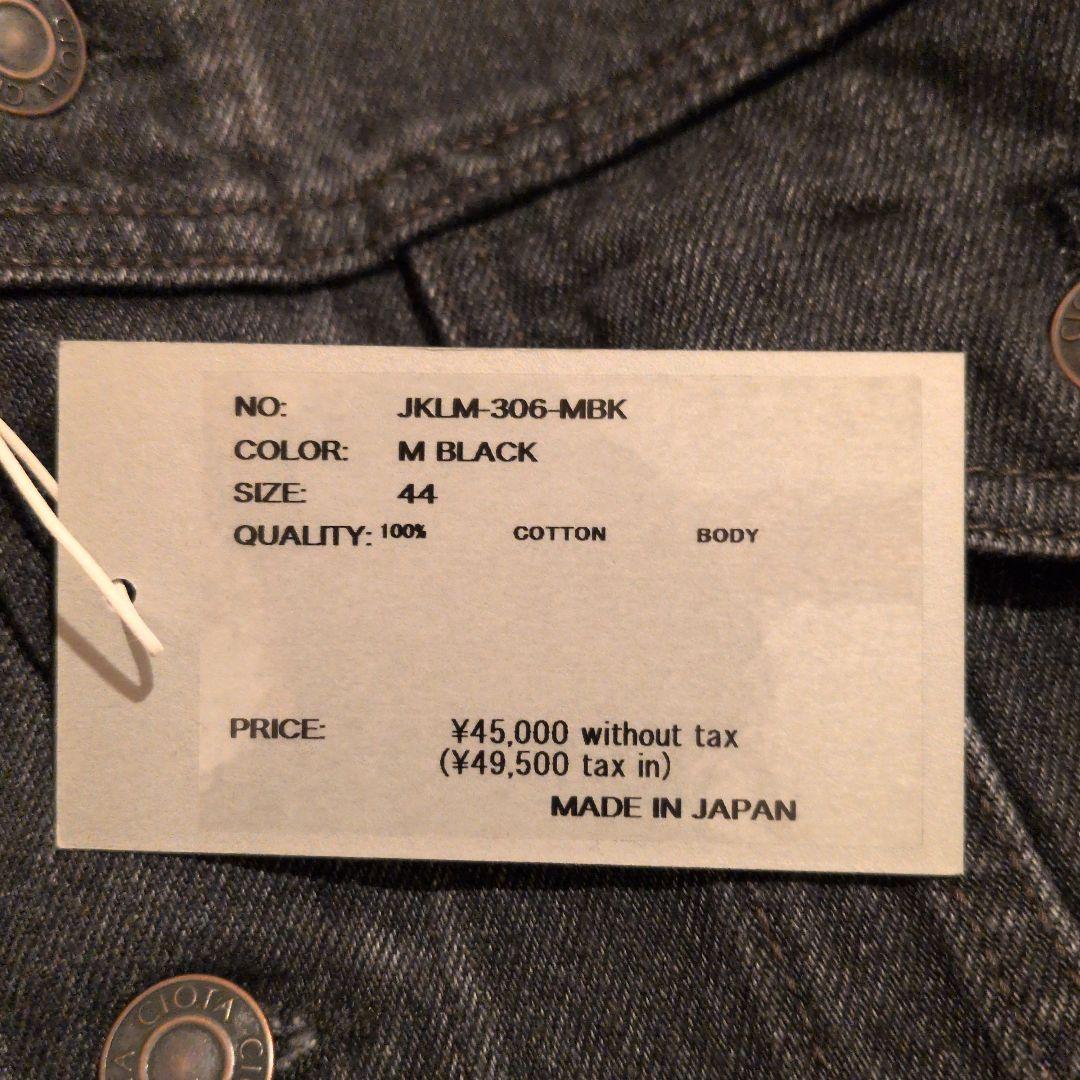 CIOTA
NO: JKLM-306-MBK
COLOR: M BLACK
SIZE: 44
QUALITY: 100% COTTON BODY
PRICE: ¥45,000 without tax
(¥49,500 tax in)
MADE IN JAPAN
CIOTA